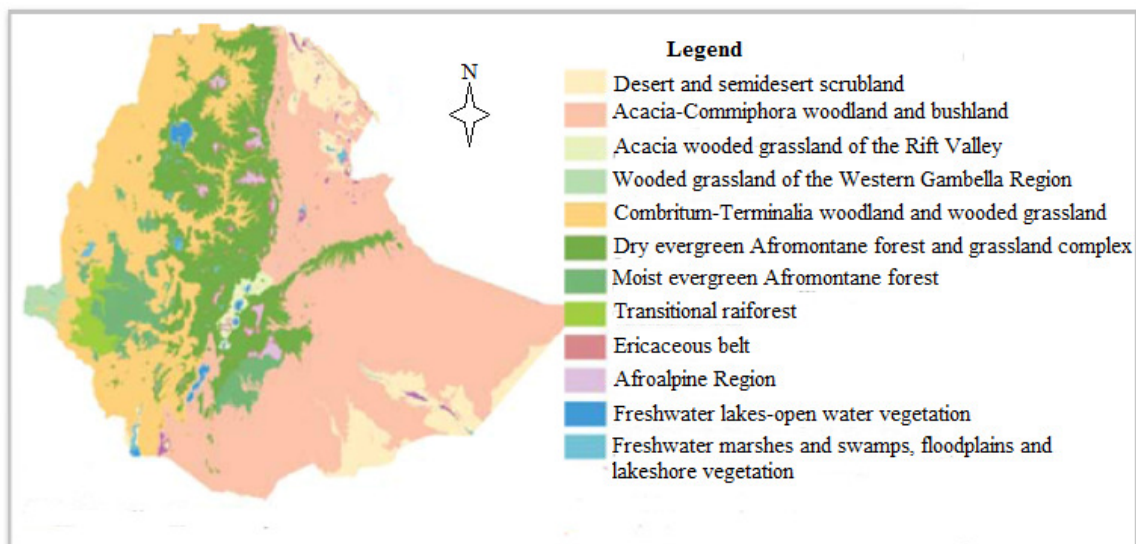 Legend
N
Desert and semidesert scrubland
Acacia-Commiphora woodland and bushland
Acacia wooded grassland of the Rift Valley
Wooded grassland of the Western Gambella Region
Combritum-Terminalia woodland and wooded grassland
Dry evergreen Afromontane forest and grassland complex
Moist evergreen Afromontane forest
Transitional raiforest
Ericaceous belt
Afroalpine Region
Freshwater lakes-open water vegetation
Freshwater marshes and swamps, floodplains and
lakeshore vegetation